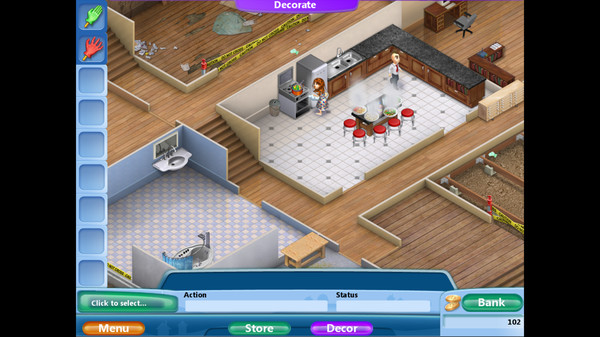 Decorate
Action
Status
Click to select...
Bank
102
Menu
Store
Decor